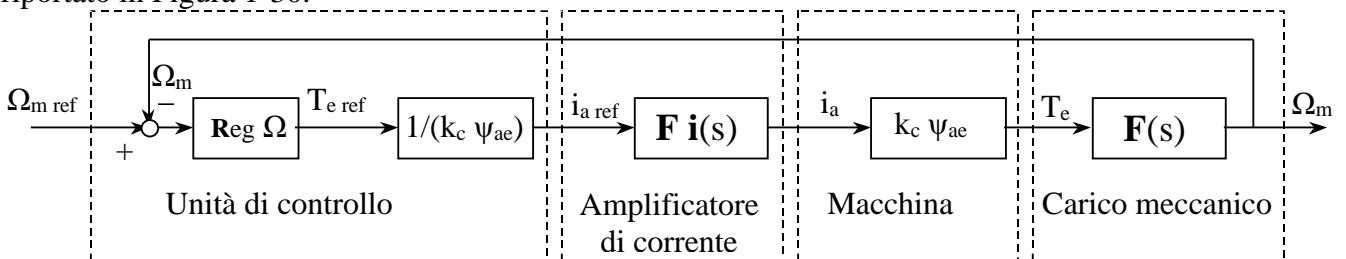 riportato in Figura 1-30.
Ωm ref
+
Ωm
−
Reg Ω
Te ref
1/(kc ψae)
ia ref
F i(s)
ia
kc ψae
Te
F(s)
Ωm
Unità di controllo
Amplificatore
di corrente
Macchina
Carico meccanico